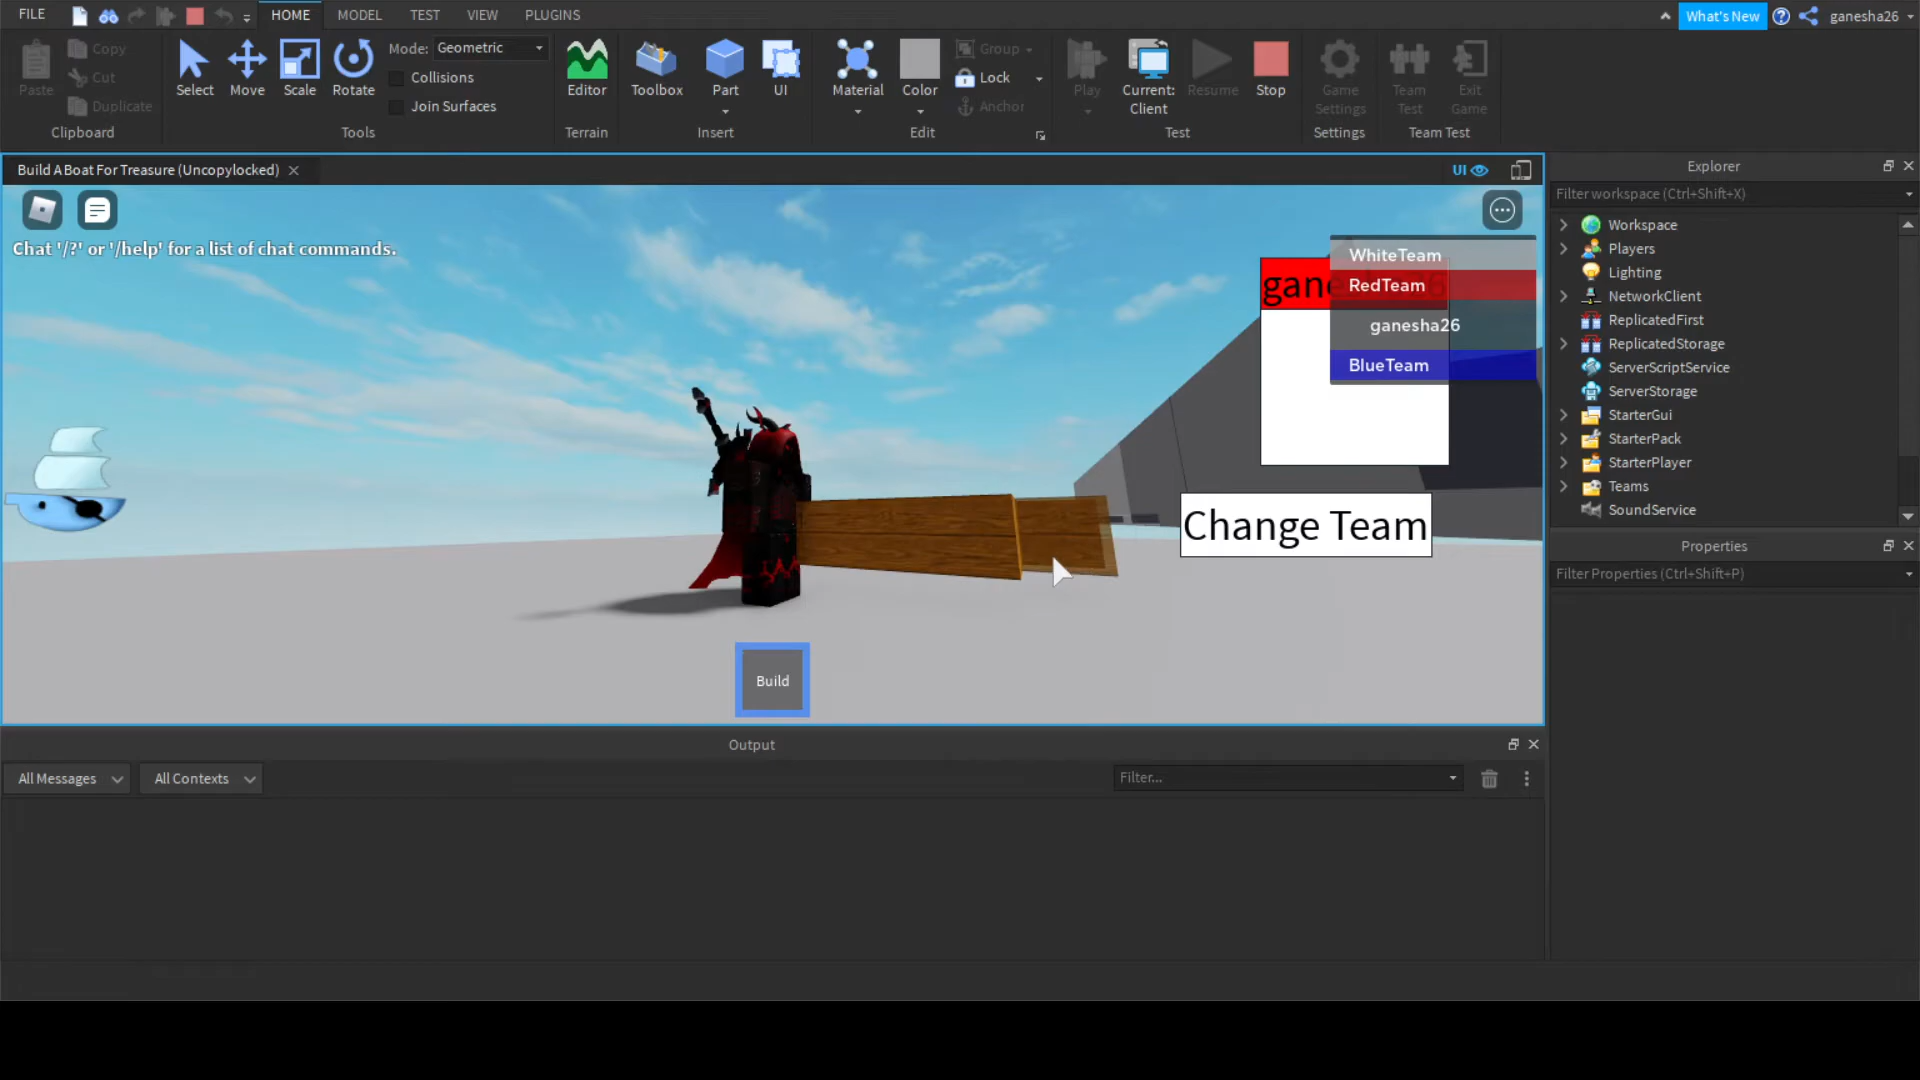 FILE
HOME
MODEL
TEST
VIEW
PLUGINS
What's New
ganesha26
Paste
Copy
Cut
Duplicate
Clipboard
Select
Move
Scale
Rotate
Mode:
Geometric
Collisions
Join Surfaces
Tools
Editor
Terrain
Toolbox
Part
UI
Insert
Material
Color
Group
Lock
Anchor
Edit
Play
Current:
Client
Resume
Stop
Test
Game
Settings
Settings
Team
Test
Exit
Game
Team Test
Build A Boat For Treasure (Uncopylocked)
UI
Chat '/?' or '/help' for a list of chat commands.
ganesha26
WhiteTeam
RedTeam
ganesha26
BlueTeam
Change Team
Build
Explorer
Filter workspace (Ctrl+Shift+X)
Workspace
Players
Lighting
NetworkClient
ReplicatedFirst
ReplicatedStorage
ServerScriptService
ServerStorage
StarterGui
StarterPack
StarterPlayer
Teams
SoundService
Properties
Filter Properties (Ctrl+Shift+P)
Output
All Messages
All Contexts
Filter...